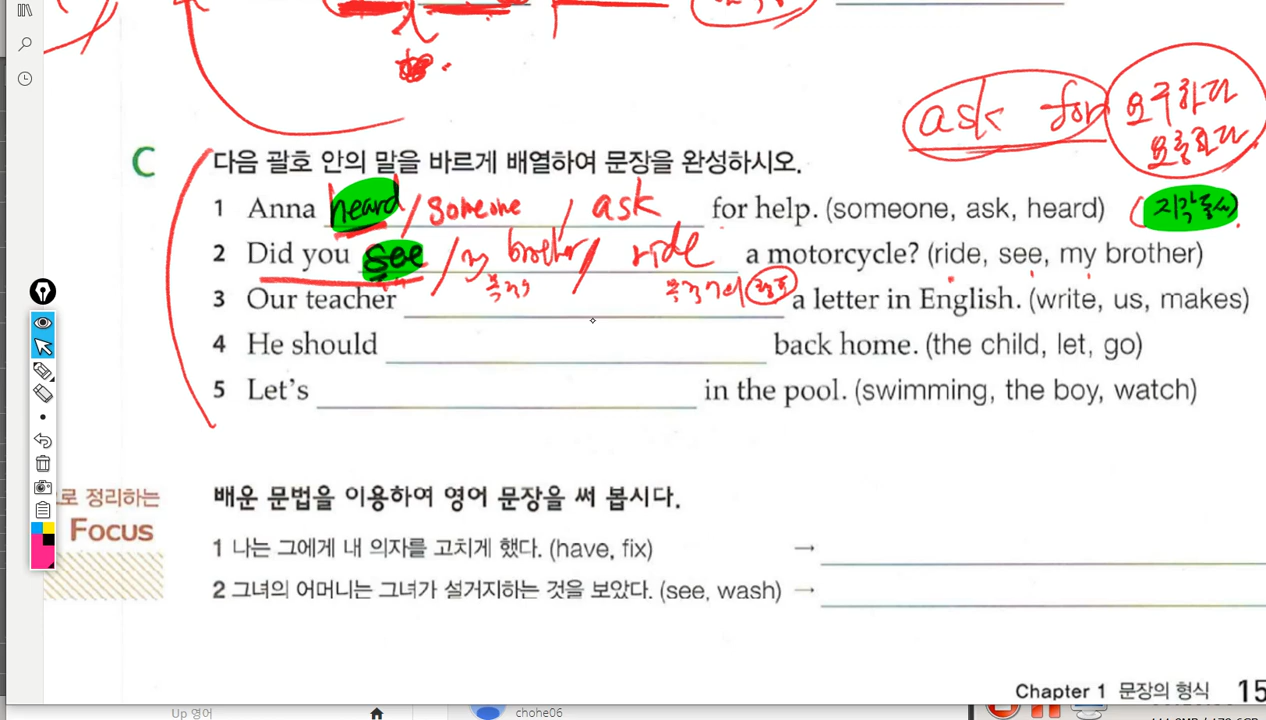 ask for 요구하다
요청하다
C 다음 괄호 안의 말을 바르게 배열하여 문장을 완성하시오.
1 Anna heard / someone / ask for help. (someone, ask, heard) (지각동사)
2 Did you see / my brother / ride a motorcycle? (ride, see, my brother)
목적어
3 Our teacher a letter in English. (write, us, makes)
4 He should back home. (the child, let, go)
5 Let's in the pool. (swimming, the boy, watch)
로 정리하는
Focus
배운 문법을 이용하여 영어 문장을 써 봅시다.
1 나는 그에게 내 의자를 고치게 했다. (have, fix) →
2 그녀의 어머니는 그녀가 설거지하는 것을 보았다. (see, wash) →
Chapter 1 문장의 형식 15
Up 영어 chohe06